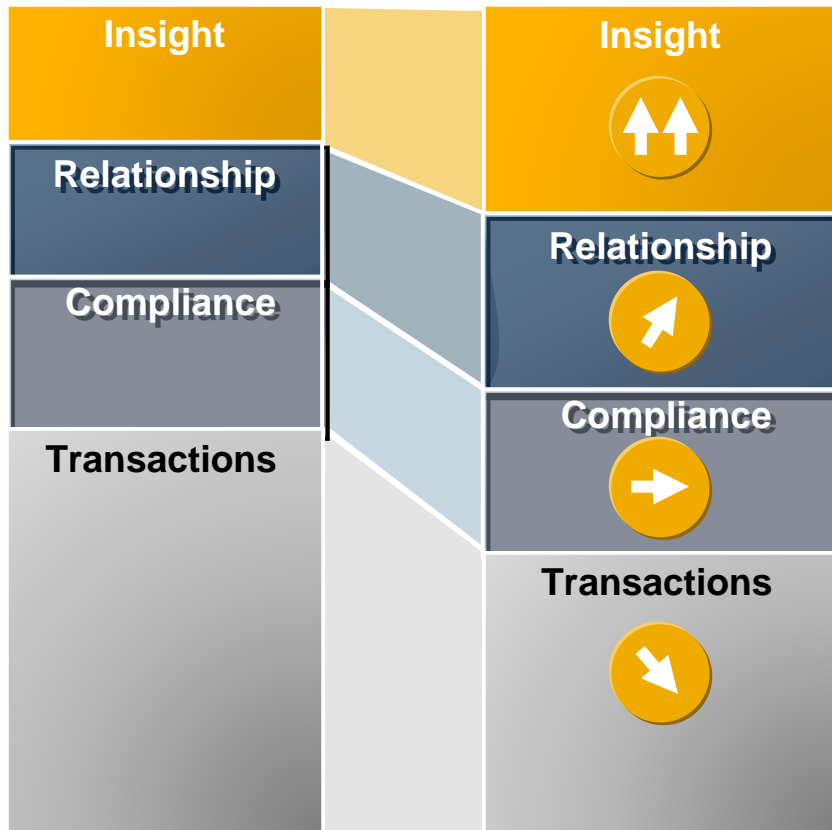 Insight
Relationship
Compliance
Transactions
Insight
Relationship
Compliance
Transactions